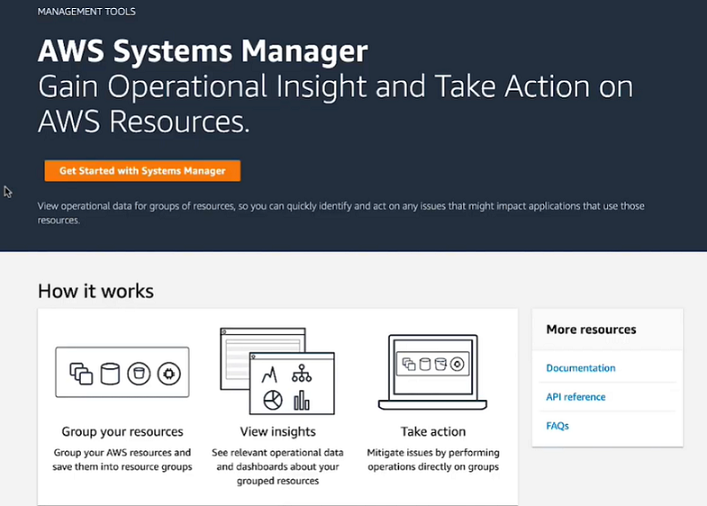 MANAGEMENT TOOLS
AWS Systems Manager
Gain Operational Insight and Take Action on
AWS Resources.
Get Started with Systems Manager
View operational data for groups of resources, so you can quickly identify and act on any issues that might impact applications that use those
resources.
How it works
Group your resources
Group your AWS resources and
save them into resource groups
View insights
See relevant operational data
and dashboards about your
grouped resources
Take action
Mitigate issues by performing
operations directly on groups
More resources
Documentation
API reference
FAQs